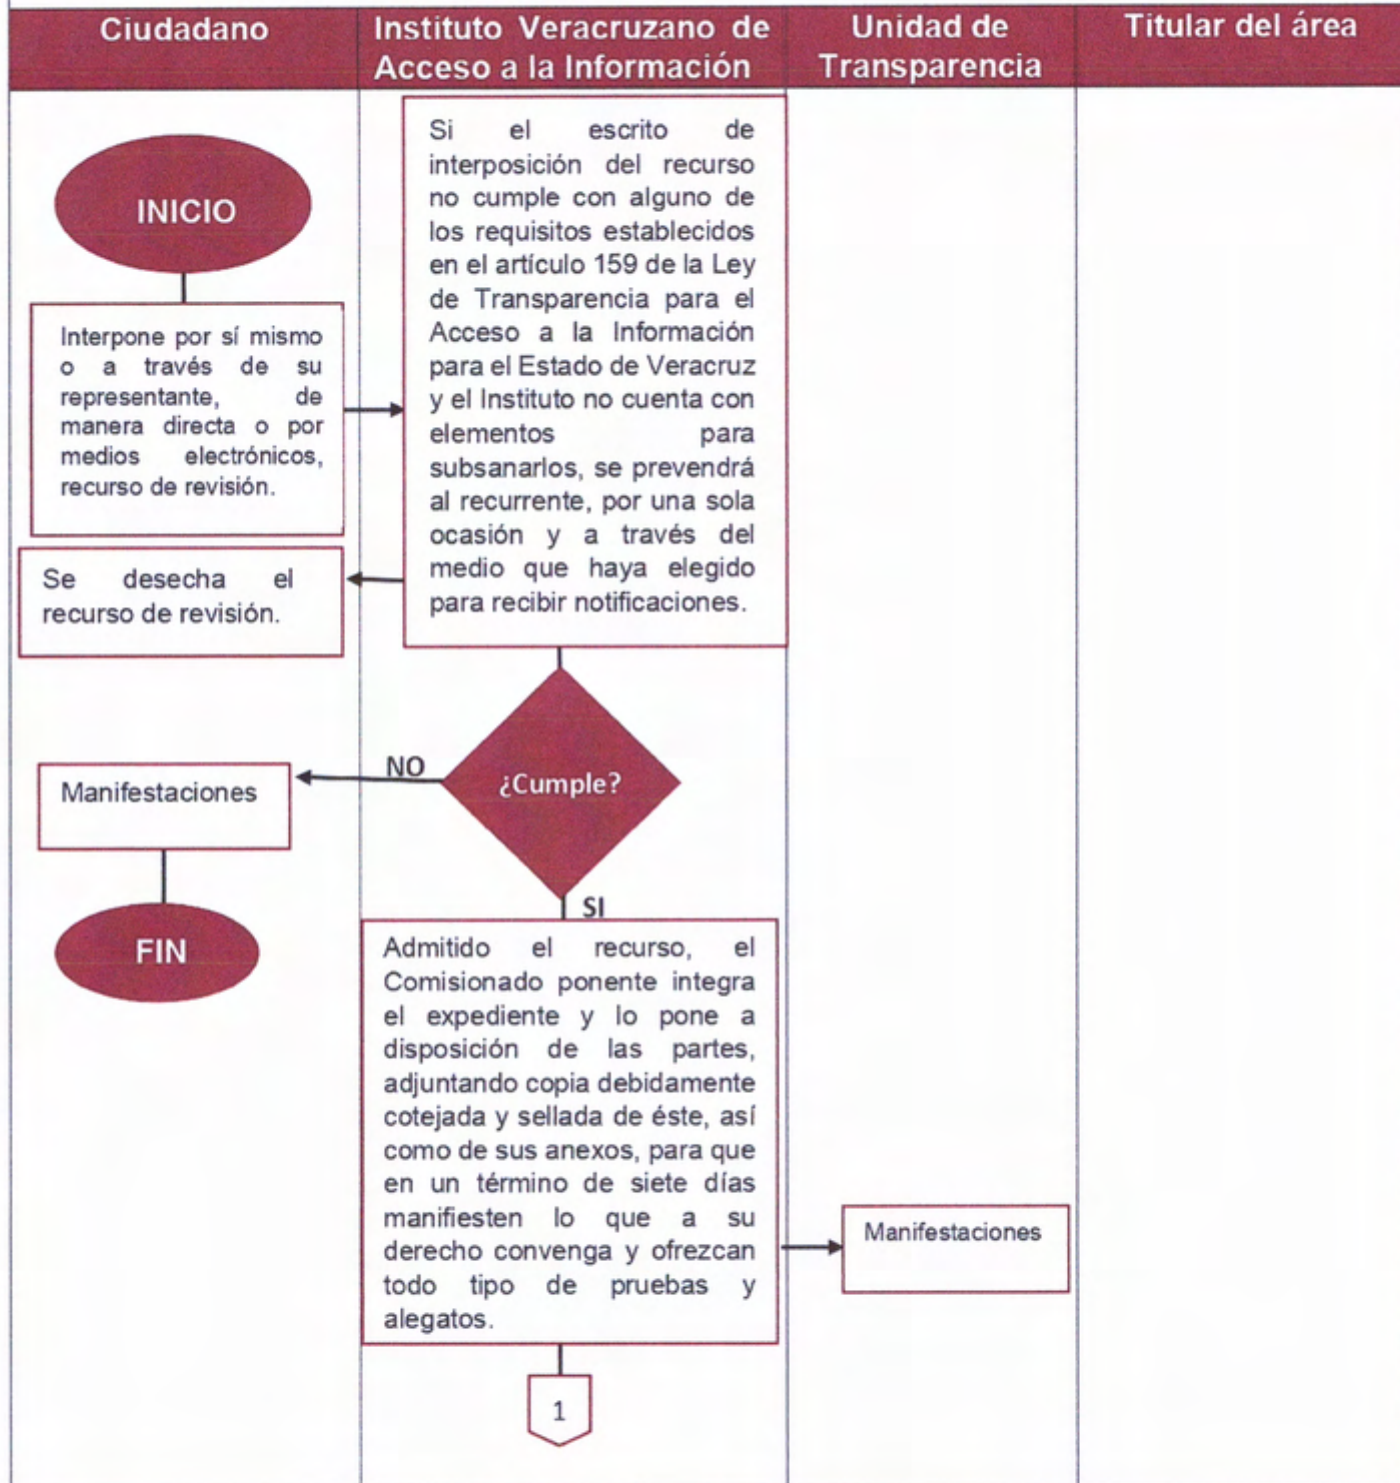 Ciudadano
Instituto Veracruzano de
Acceso a la Información
Unidad de
Transparencia
Titular del área
INICIO
Interpone por sí mismo
o a través de su
representante, de
manera directa o por
medios electrónicos,
recurso de revisión.
Si el escrito de
interposición del recurso
no cumple con alguno de
los requisitos establecidos
en el artículo 159 de la Ley
de Transparencia para el
Acceso a la Información
para el Estado de Veracruz
y el Instituto no cuenta con
elementos para
subsanarlos, se prevendrá
al recurrente, por una sola
ocasión y a través del
medio que haya elegido
para recibir notificaciones.
Se desecha el
recurso de revisión.
¿Cumple?
NO
Manifestaciones
FIN
SI
Admitido el recurso, el
Comisionado ponente integra
el expediente y lo pone a
disposición de las partes,
adjuntando copia debidamente
cotejada y sellada de éste, así
como de sus anexos, para que
en un término de siete días
manifiesten lo que a su
derecho convenga y ofrezcan
todo tipo de pruebas y
alegatos.
Manifestaciones
1